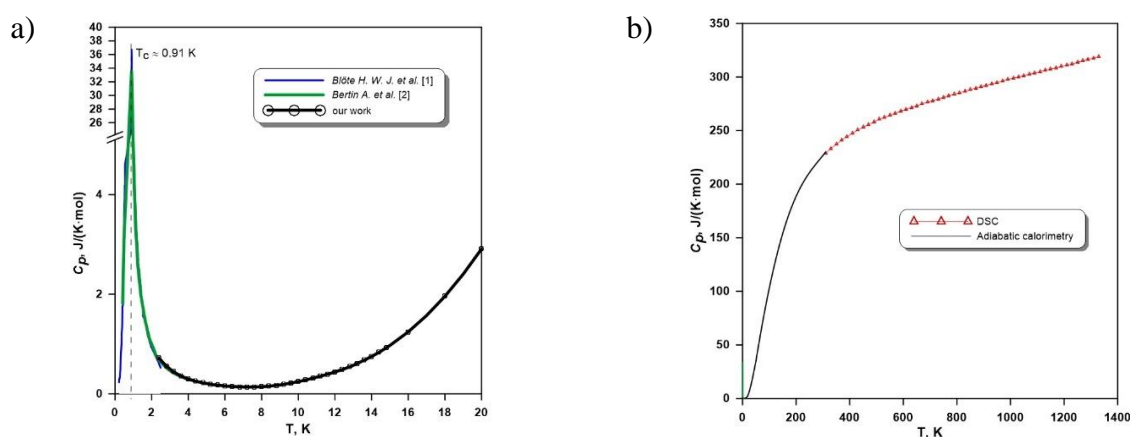 a)
40
38
36
34
32
30
28
26
4
2
0
C_P, J/(K·mol)
T_C ≈ 0.91 K
Blöte H. W. J. et al. [1]
Bertin A. et al. [2]
our work
0 2 4 6 8 10 12 14 16 18 20
T, K
b)
350
300
250
200
150
100
50
0
C_P, J/(K·mol)
DSC
Adiabatic calorimetry
0 200 400 600 800 1000 1200 1400
T, K